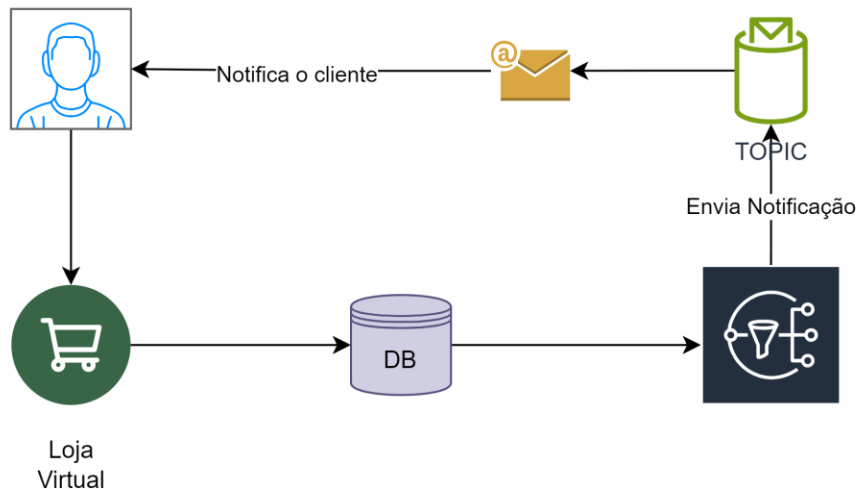 Notifica o cliente
@
TOPIC
Envia Notificação
DB
Loja
Virtual